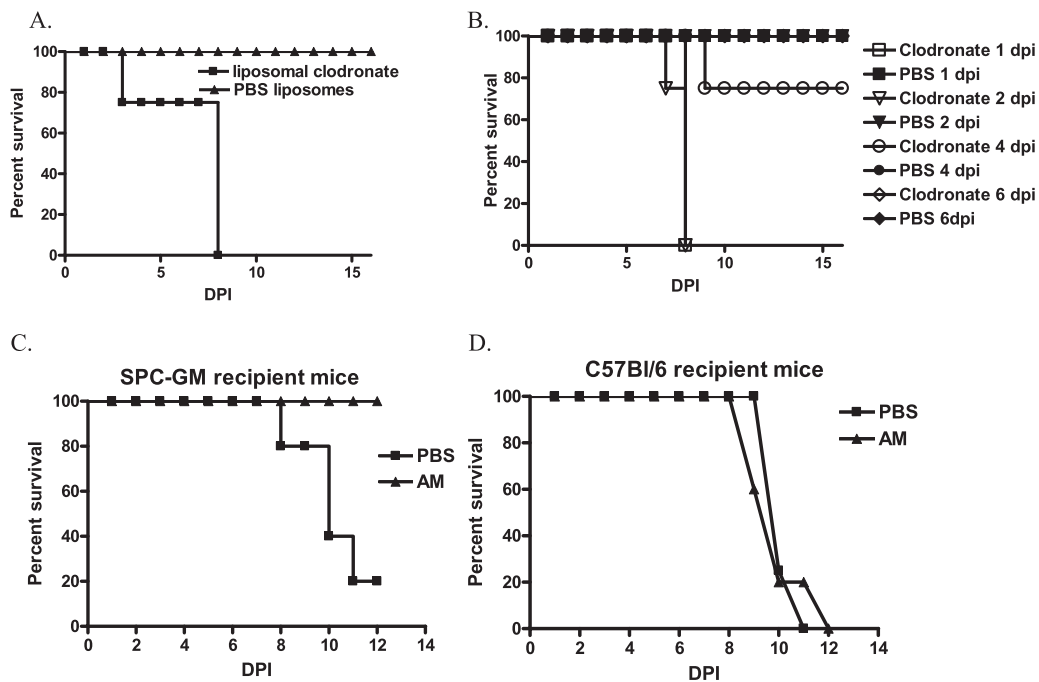 A.
100
80
60
40
20
0
Percent survival
0 5 10 15
DPI
liposomal clodronate
PBS liposomes
B.
100
80
60
40
20
0
Percent survival
0 5 10 15
DPI
Clodronate 1 dpi
PBS 1 dpi
Clodronate 2 dpi
PBS 2 dpi
Clodronate 4 dpi
PBS 4 dpi
Clodronate 6 dpi
PBS 6dpi
C.
SPC-GM recipient mice
100
80
60
40
20
0
Percent survival
0 2 4 6 8 10 12 14
DPI
PBS
AM
D.
C57Bl/6 recipient mice
100
80
60
40
20
0
Percent survival
0 2 4 6 8 10 12 14
DPI
PBS
AM